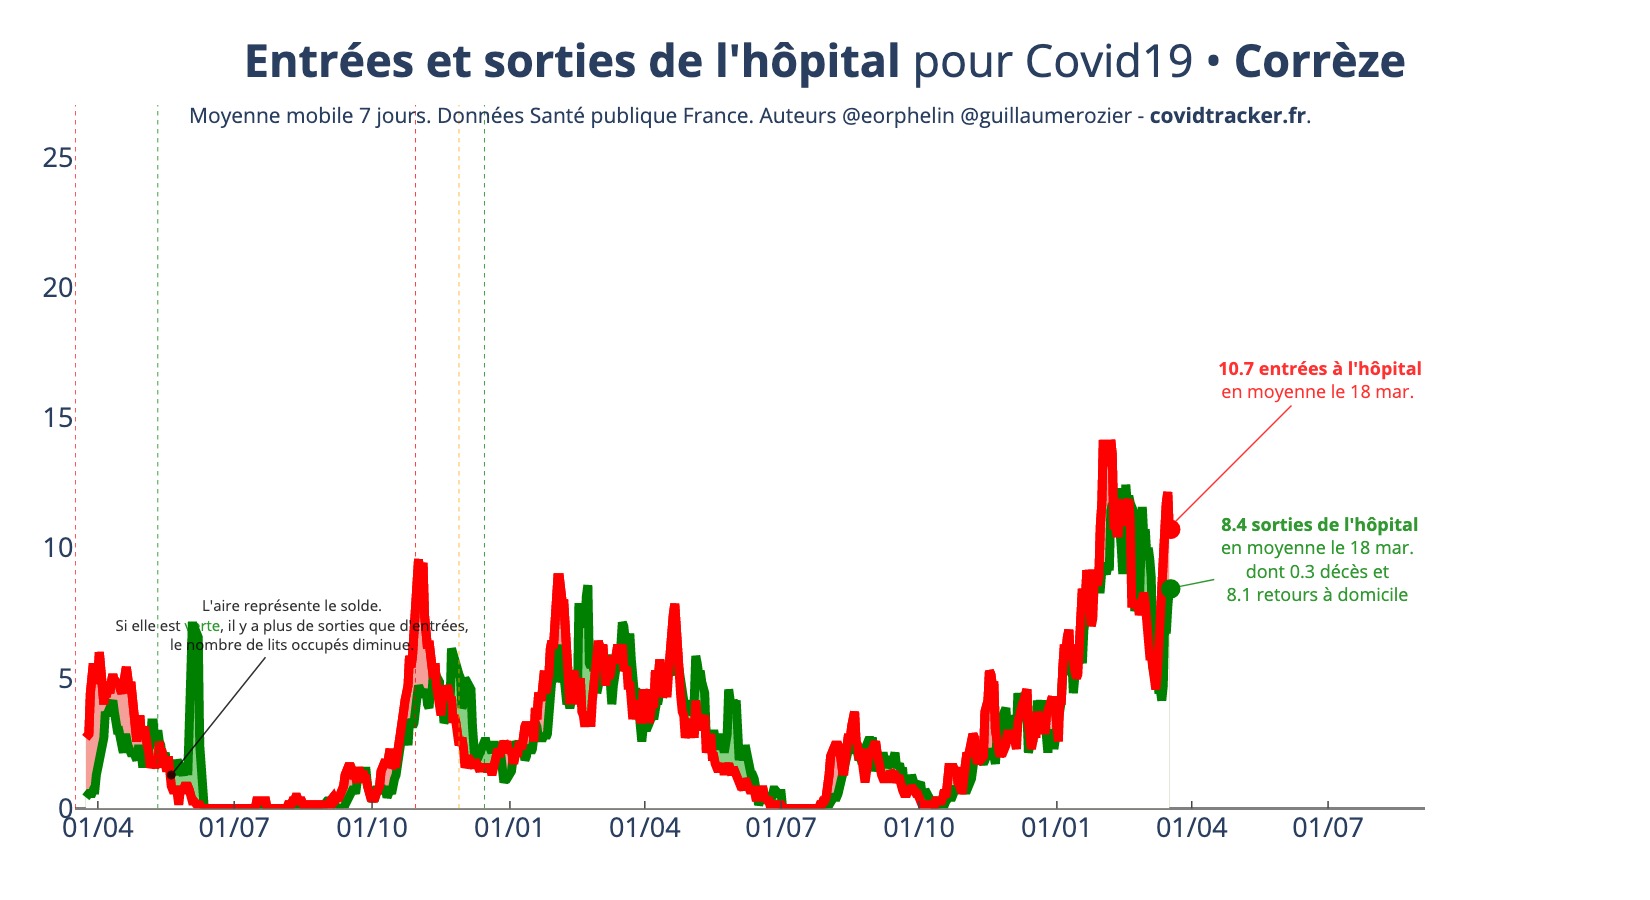 Entrées et sorties de l'hôpital pour Covid19 • Corrèze
Moyenne mobile 7 jours. Données Santé publique France. Auteurs @eorphelin @guillaumerozier - covidtracker.fr.
25
20
15
10
5
0
10.7 entrées à l'hôpital
en moyenne le 18 mar.
8.4 sorties de l'hôpital
en moyenne le 18 mar.
dont 0.3 décès et
8.1 retours à domicile
L'aire représente le solde.
Si elle est verte, il y a plus de sorties que d'entrées,
le nombre de lits occupés diminue.
01/04 01/07 01/10 01/01 01/04 01/07 01/10 01/01 01/04 01/07